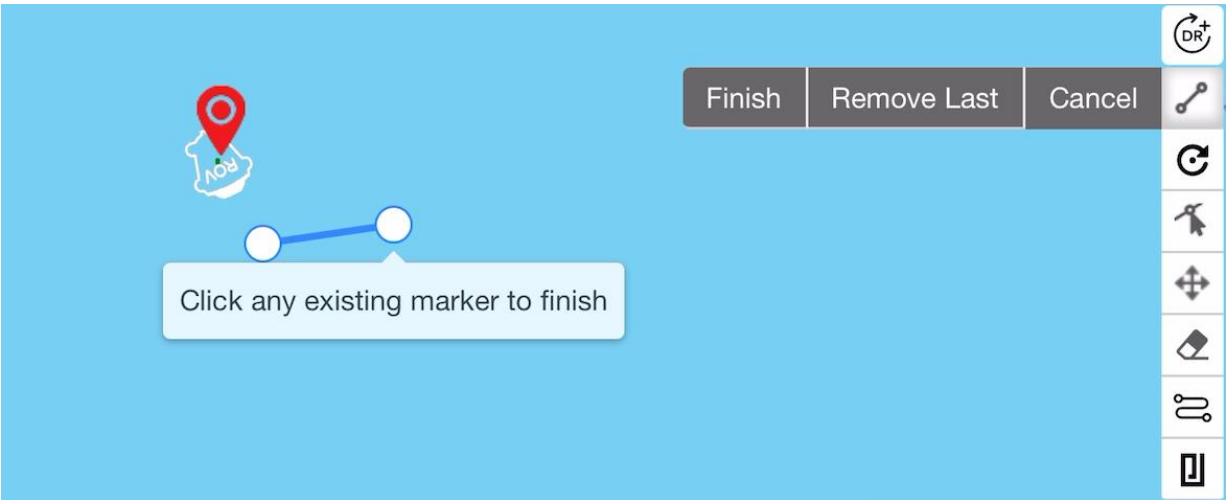 DR+
Finish Remove Last Cancel
ROV
Click any existing marker to finish